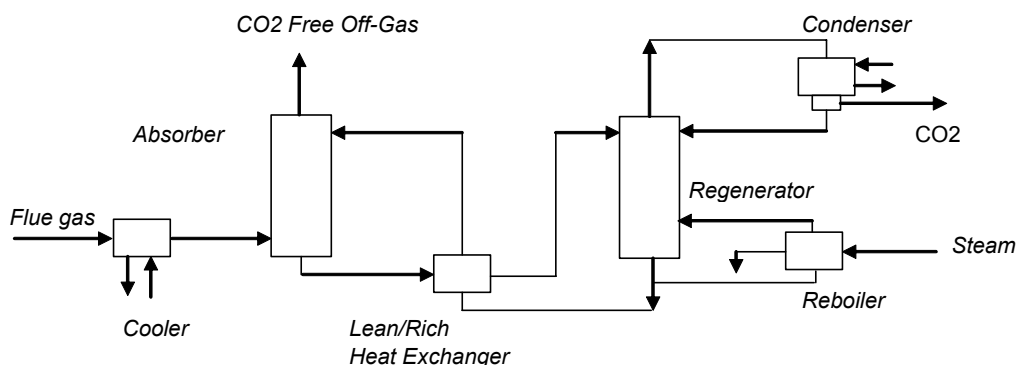 CO2 Free Off-Gas
Condenser
Absorber
CO2
Regenerator
Flue gas
Steam
Reboiler
Cooler
Lean/Rich
Heat Exchanger